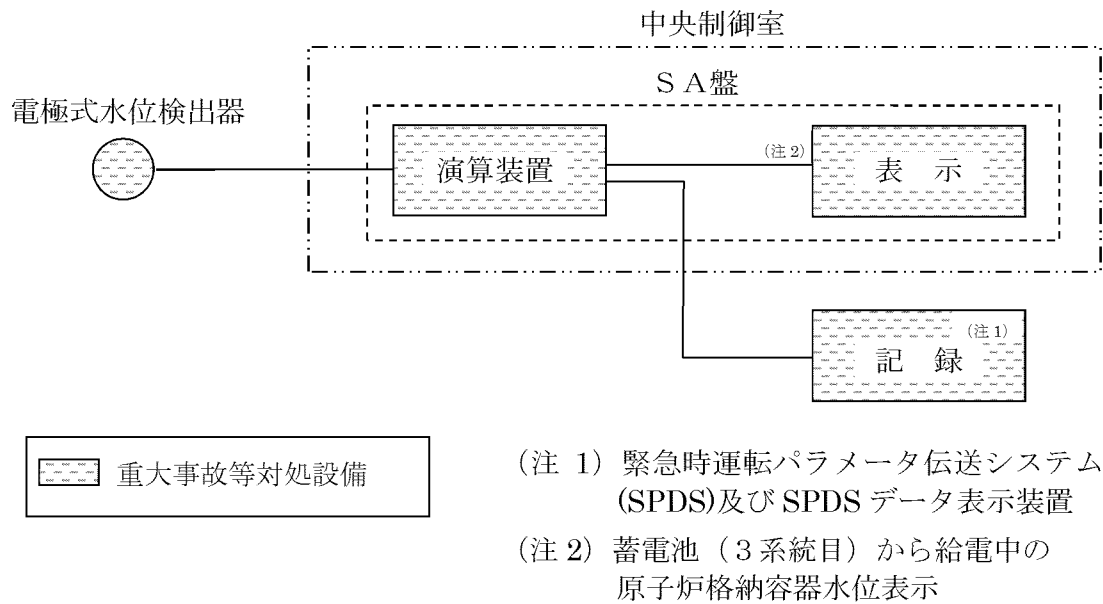 中央制御室
ＳＡ盤
電極式水位検出器
演算装置
(注 2)
表　示
(注 1)
記　録
重大事故等対処設備
(注 1) 緊急時運転パラメータ伝送システム
(SPDS)及び SPDS データ表示装置
(注 2) 蓄電池（３系統目）から給電中の
原子炉格納容器水位表示